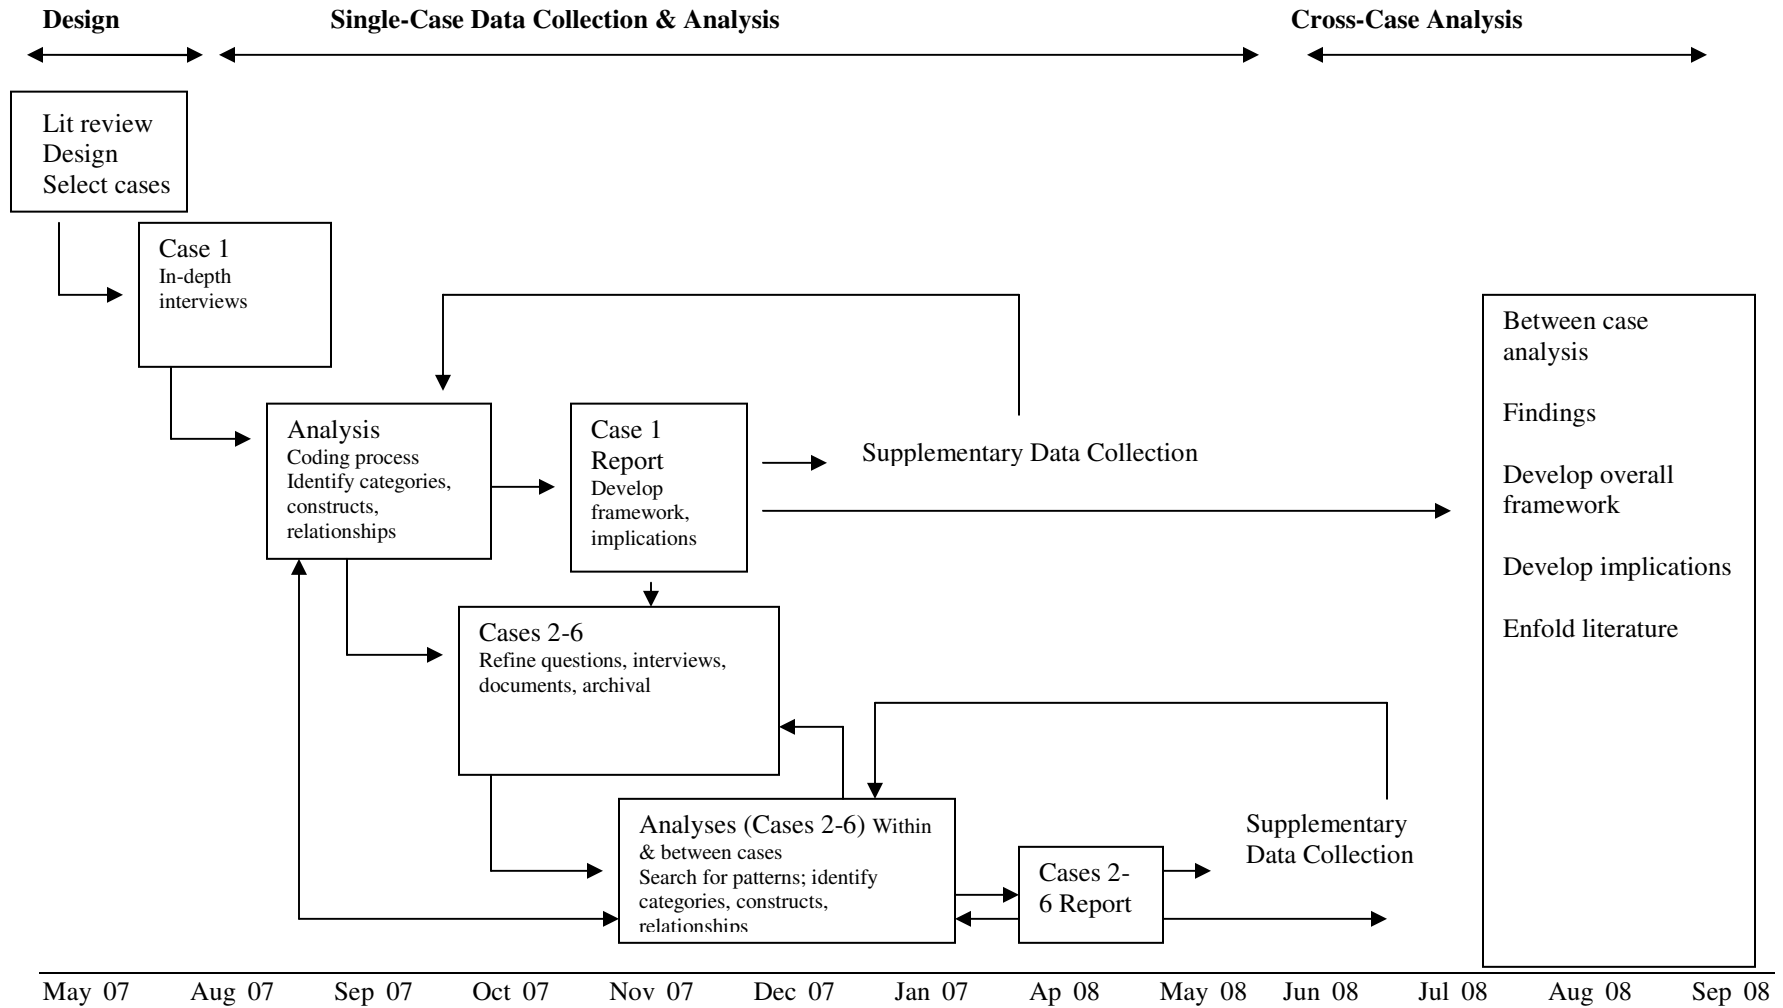 Design
Single-Case Data Collection & Analysis
Cross-Case Analysis
Lit review
Design
Select cases
Case 1
In-depth
interviews
Analysis
Coding process
Identify categories,
constructs,
relationships
Case 1
Report
Develop
framework,
implications
Supplementary Data Collection
Between case
analysis
Findings
Develop overall
framework
Develop implications
Enfold literature
Cases 2-6
Refine questions, interviews,
documents, archival
Analyses (Cases 2-6) Within
& between cases
Search for patterns; identify
categories, constructs,
relationships
Cases 2-
6 Report
Supplementary
Data Collection
May 07 Aug 07 Sep 07 Oct 07 Nov 07 Dec 07 Jan 07 Ap 08 May 08 Jun 08 Jul 08 Aug 08 Sep 08